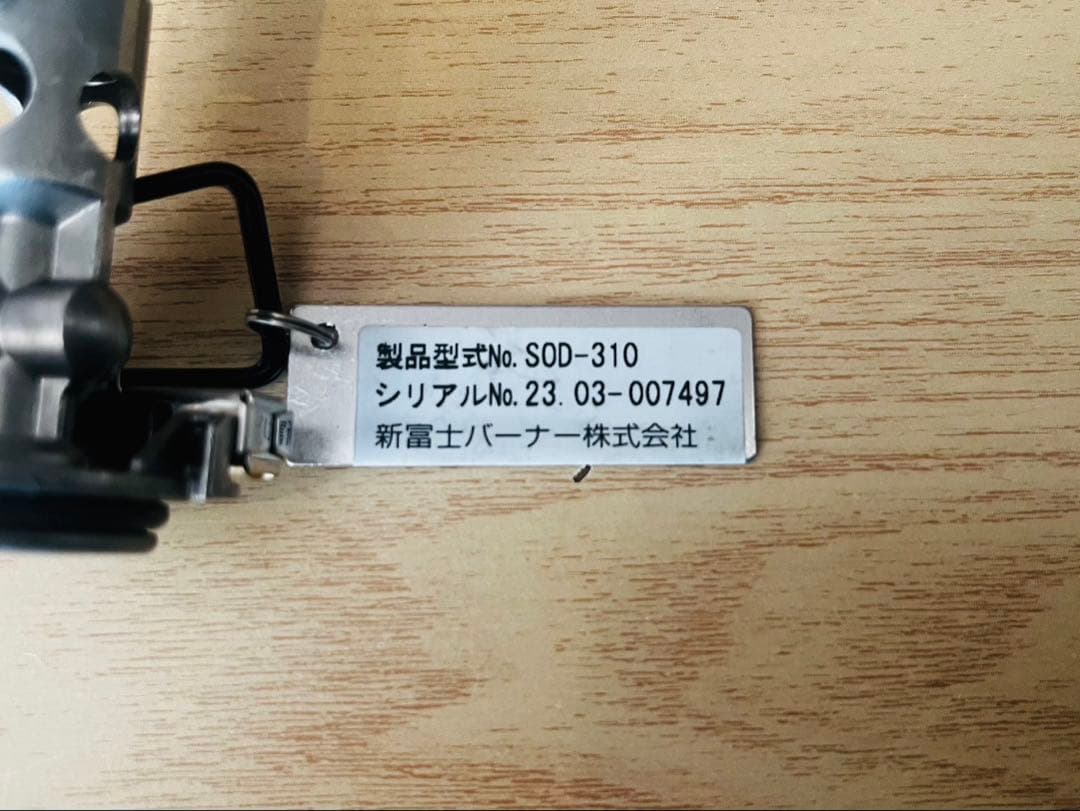 製品型式No. SOD-310
シリアルNo. 23. 03-007497
新富士バーナー株式会社